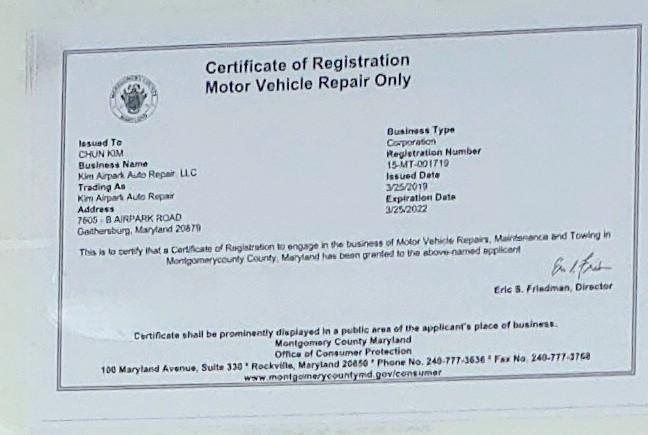 Certificate of Registration
Motor Vehicle Repair Only
MONTGOMERY COUNTY
MARYLAND
Issued To
CHUN KIM
Business Name
Kim Airpark Auto Repair, LLC
Trading As
Kim Airpark Auto Repair
Address
7605 - B AIRPARK ROAD
Gaithersburg, Maryland 20879
Business Type
Corporation
Registration Number
15-MT-001719
Issued Date
3/25/2019
Expiration Date
3/25/2022
This is to certify that a Certificate of Registration to engage in the business of Motor Vehicle Repairs, Maintenance and Towing in
Montgomerycounty County, Maryland has been granted to the above-named applicant
Eric S. Friedman, Director
Certificate shall be prominently displayed in a public area of the applicant's place of business.
Montgomery County Maryland
Office of Consumer Protection
100 Maryland Avenue, Suite 330 * Rockville, Maryland 20850 * Phone No. 240-777-3636 * Fax No. 240-777-3768
www.montgomerycountymd.gov/consumer